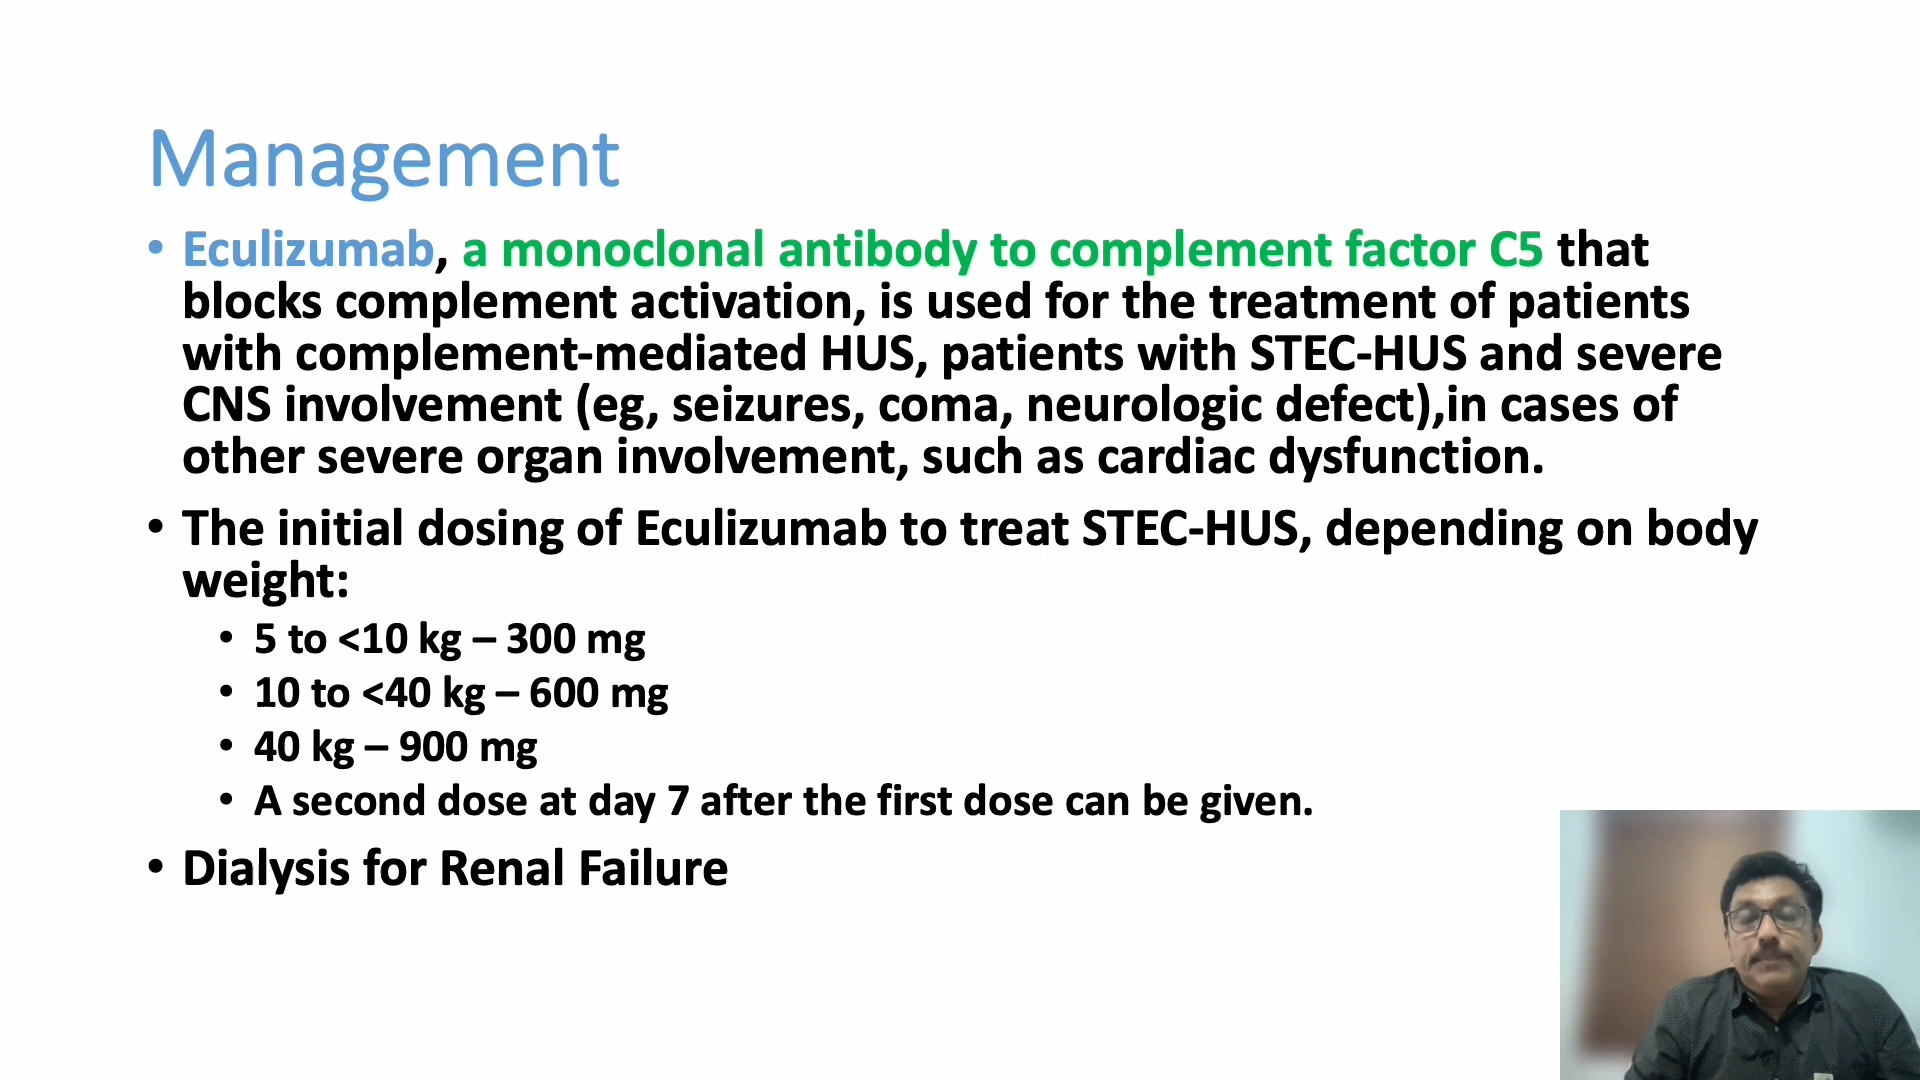 Management
• Eculizumab, a monoclonal antibody to complement factor C5 that
blocks complement activation, is used for the treatment of patients
with complement-mediated HUS, patients with STEC-HUS and severe
CNS involvement (eg, seizures, coma, neurologic defect),in cases of
other severe organ involvement, such as cardiac dysfunction.
• The initial dosing of Eculizumab to treat STEC-HUS, depending on body
weight:
• 5 to <10 kg – 300 mg
• 10 to <40 kg – 600 mg
• 40 kg – 900 mg
• A second dose at day 7 after the first dose can be given.
• Dialysis for Renal Failure